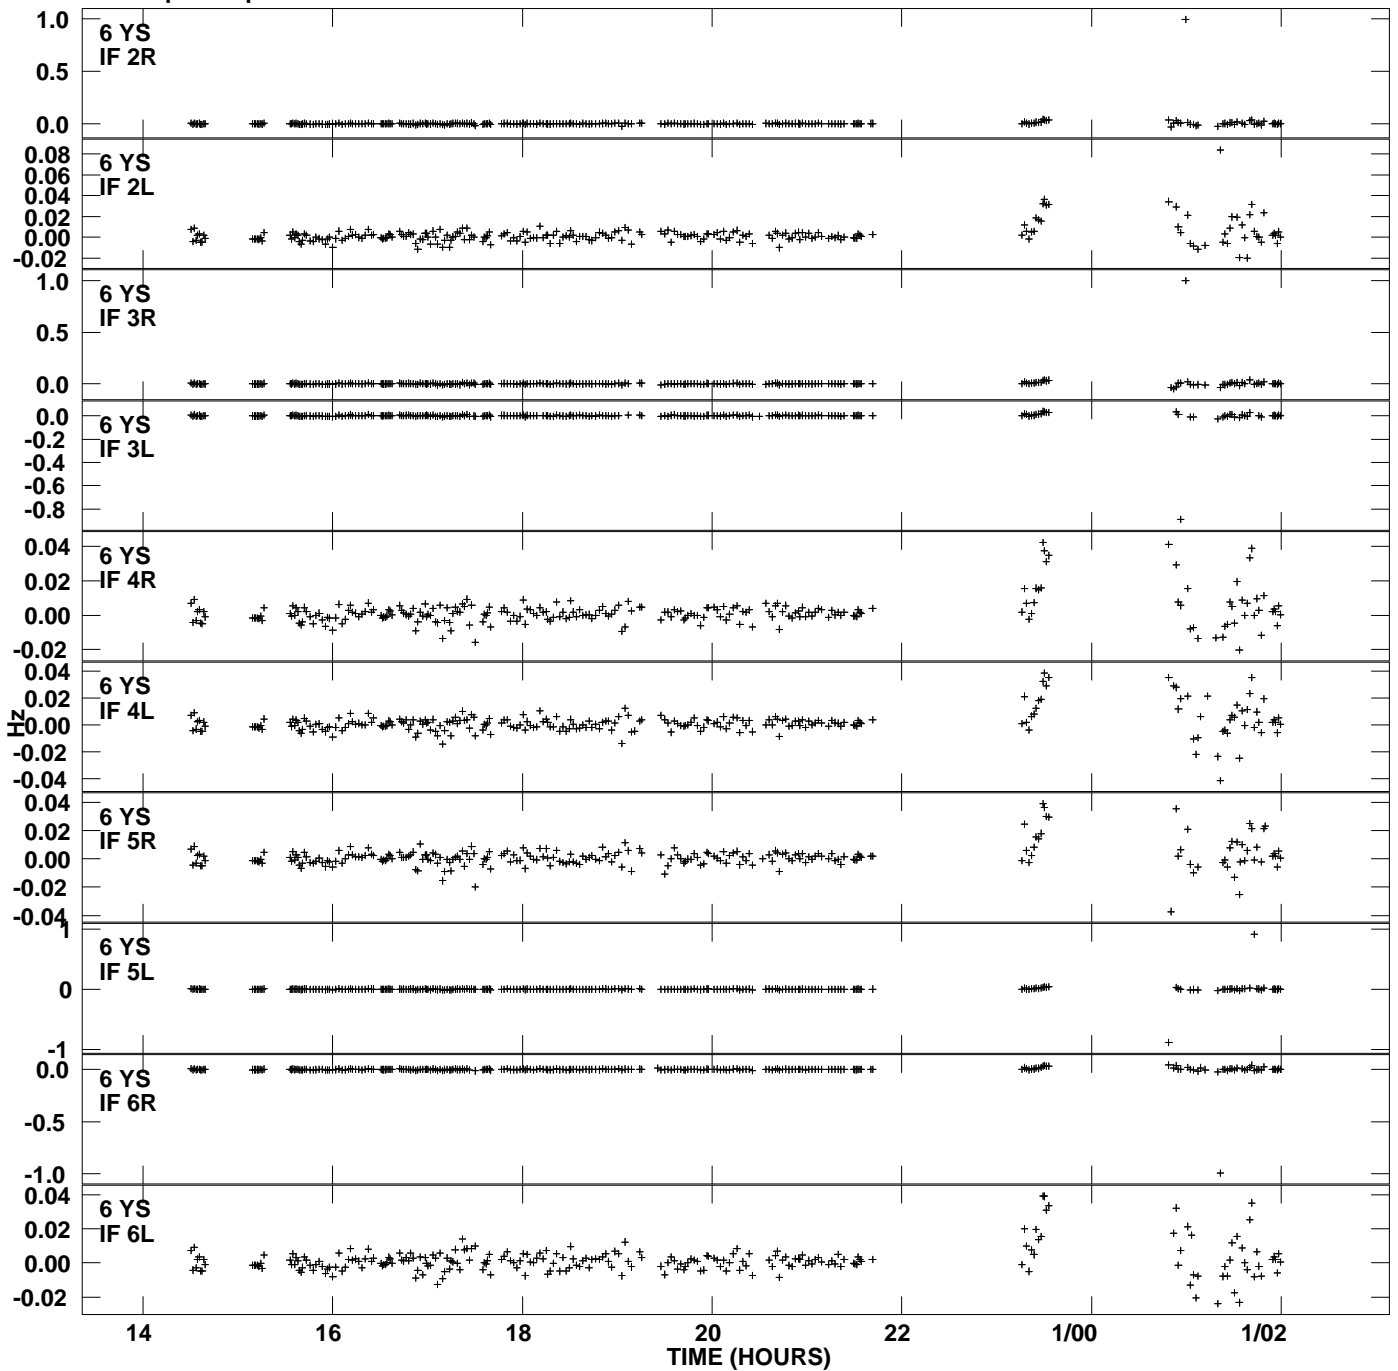 1.0
6 YS
IF 2R
0.5
0.0
0.08
6 YS
0.06
IF 2L
0.04
0.02
0.00
-0.02
1.0
6 YS
IF 3R
0.5
0.0
0.0
6 YS
-0.2
IF 3L
-0.4
-0.6
-0.8
0.04
6 YS
IF 4R
0.02
0.00
-0.02
0.04
6 YS
IF 4L
0.02
0.00
Hz
-0.02
-0.04
0.04
6 YS
IF 5R
0.02
0.00
-0.02
-0.04
1
6 YS
IF 5L
0
-1
0.0
6 YS
IF 6R
-0.5
-1.0
0.04
6 YS
IF 6L
0.02
0.00
-0.02
14 16 18 20 22 1/00 1/02
TIME (HOURS)